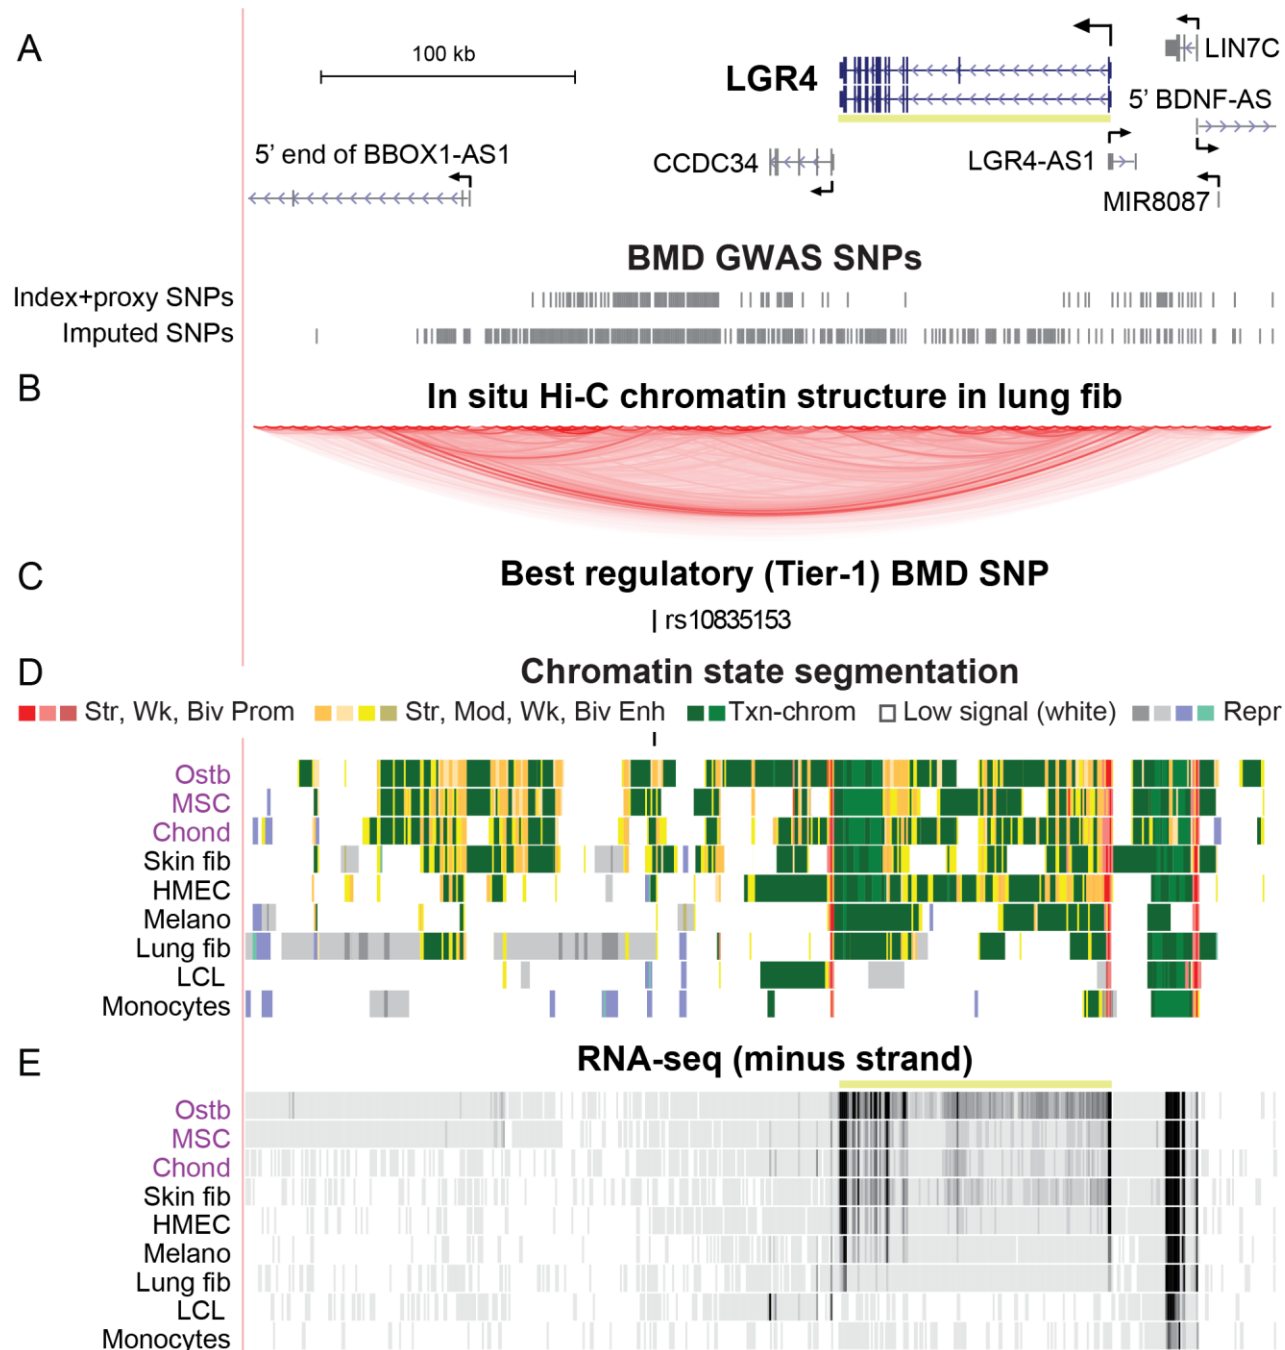 A
100 kb
LGR4
LIN7C
5' BDNF-AS
5' end of BBOX1-AS1
CCDC34
LGR4-AS1
MIR8087
BMD GWAS SNPs
Index+proxy SNPs
Imputed SNPs
B
In situ Hi-C chromatin structure in lung fib
C
Best regulatory (Tier-1) BMD SNP
rs10835153
D
Chromatin state segmentation
Str, Wk, Biv Prom Str, Mod, Wk, Biv Enh Txn-chrom Low signal (white) Repr
Ostb
MSC
Chond
Skin fib
HMEC
Melano
Lung fib
LCL
Monocytes
E
RNA-seq (minus strand)
Ostb
MSC
Chond
Skin fib
HMEC
Melano
Lung fib
LCL
Monocytes